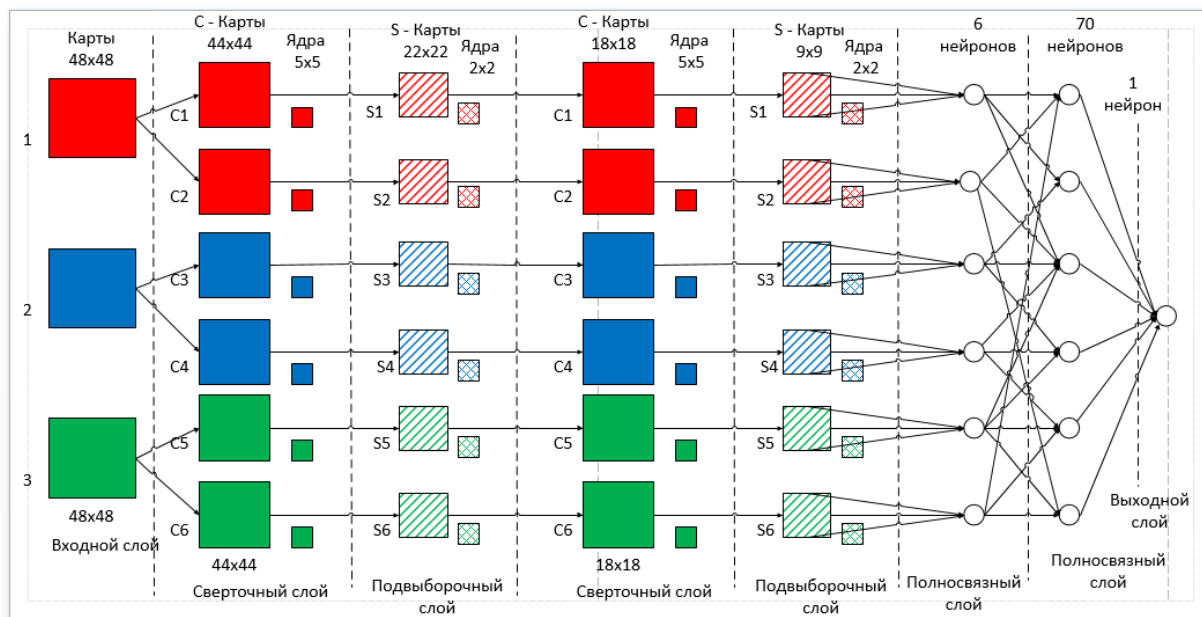 Карты
48x48
C - Карты
44x44
Ядра
5x5
S - Карты
22x22
Ядра
2x2
C - Карты
18x18
Ядра
5x5
S - Карты
9x9
Ядра
2x2
6
нейронов
70
нейронов
1
нейрон
1
C1
S1
C1
S1
C2
S2
C2
S2
2
C3
S3
C3
S3
C4
S4
C4
S4
3
C5
S5
C5
S5
C6
S6
C6
S6
48x48
Входной слой
44x44
Сверточный слой
Подвыборочный
слой
18x18
Сверточный слой
Подвыборочный
слой
Полносвязный
слой
Полносвязный
слой
Выходной
слой